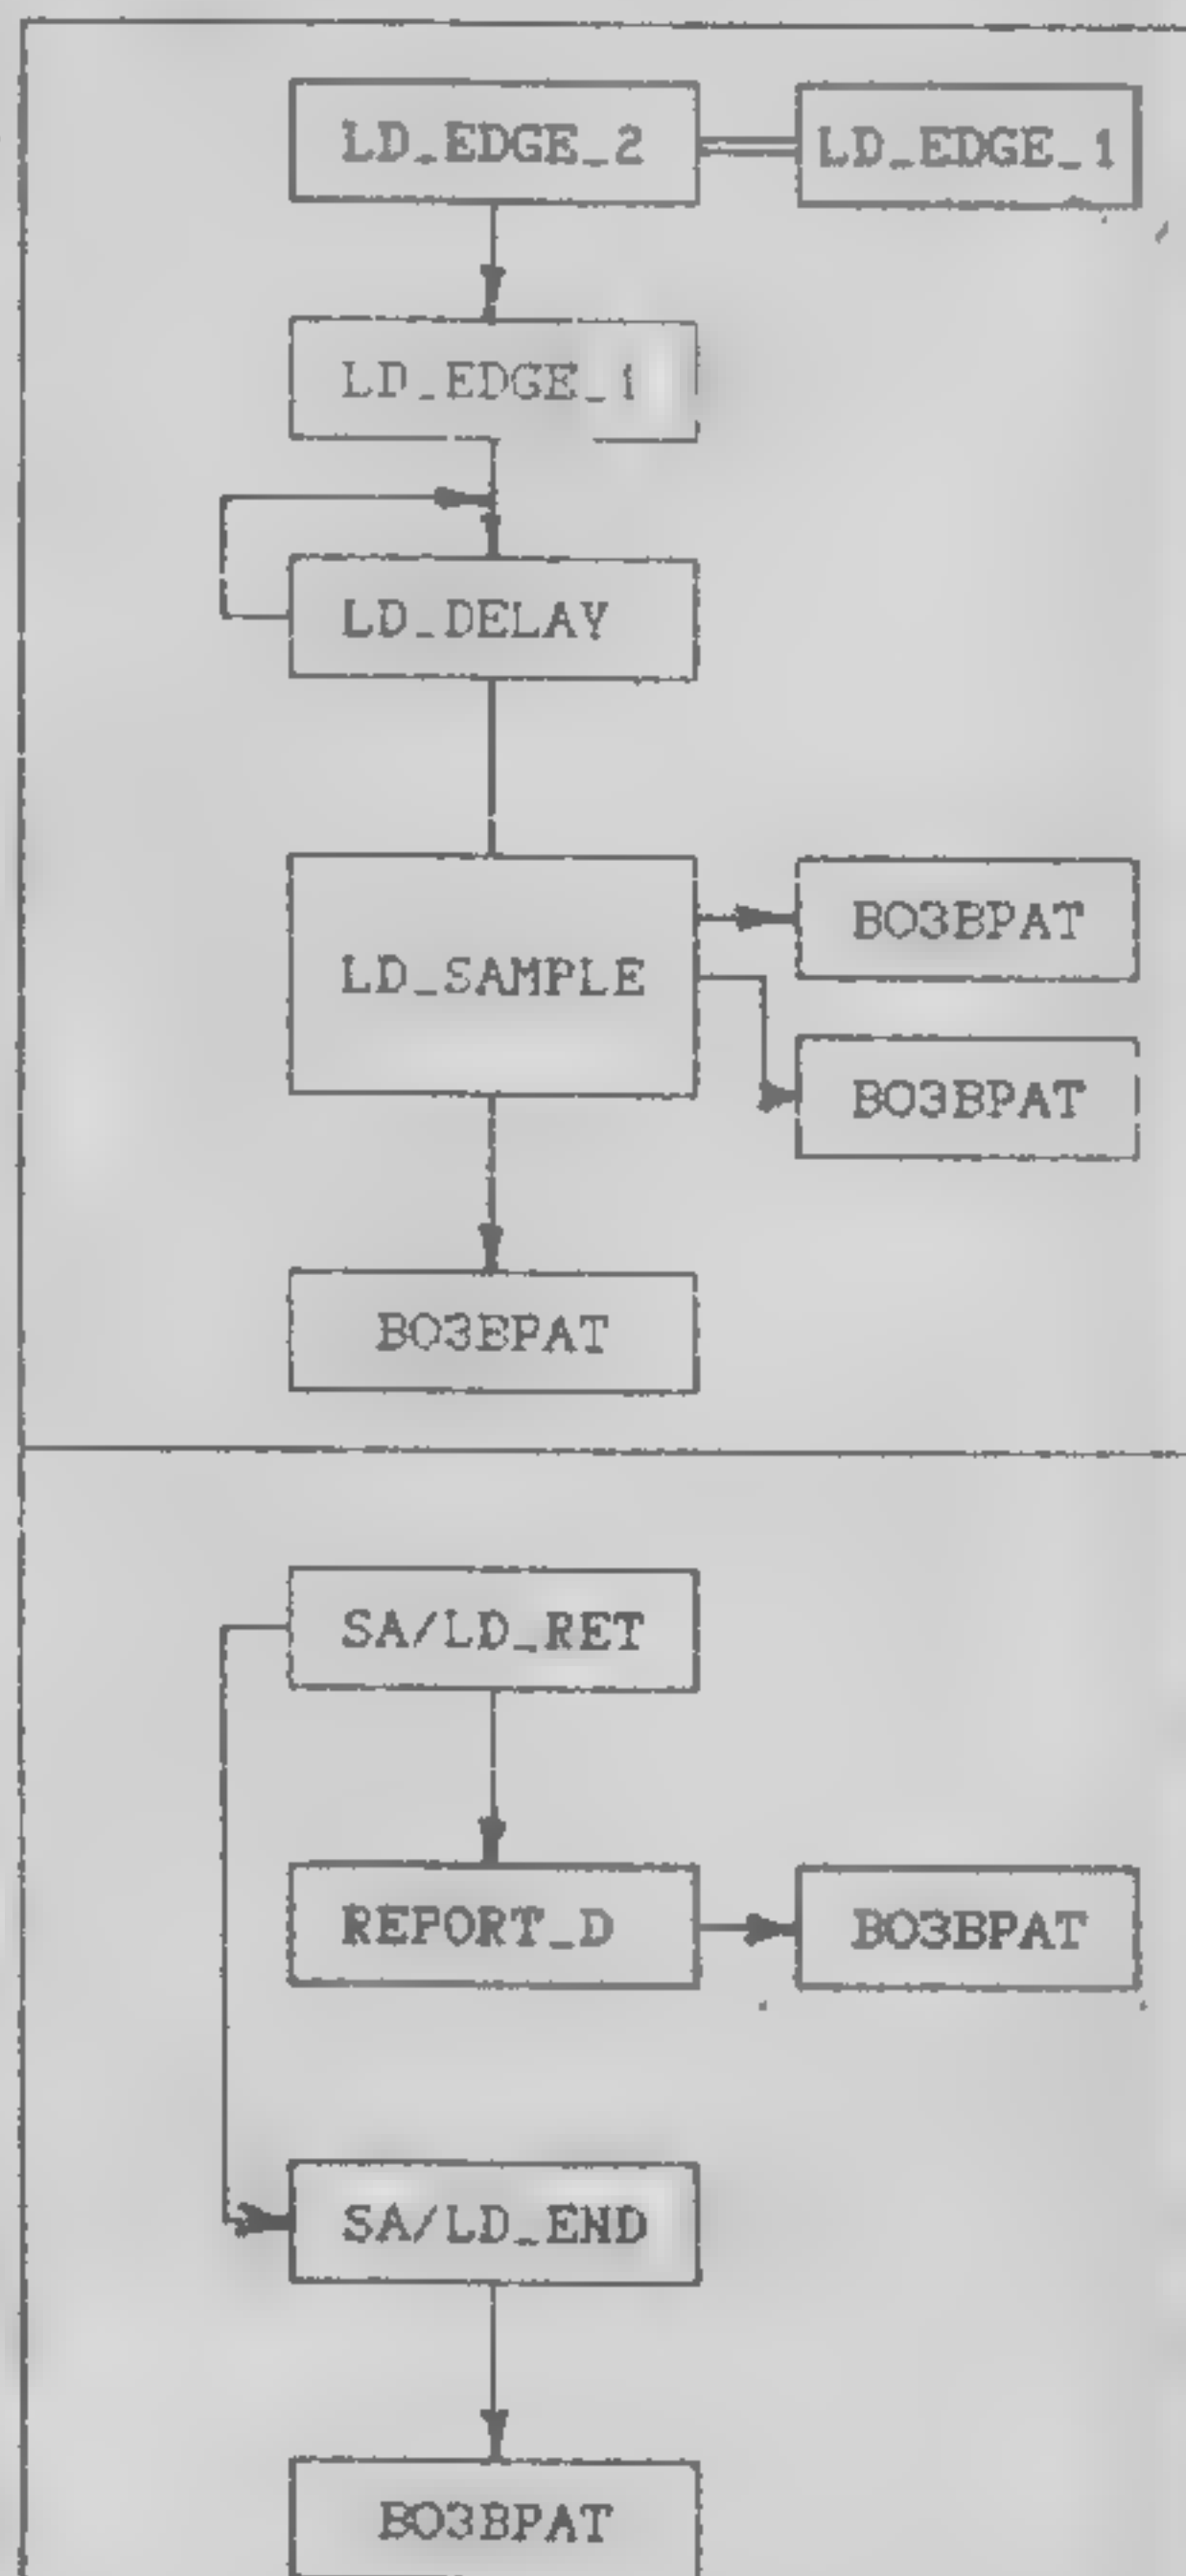 LD_EDGE_2
LD_EDGE_1
LD_EDGE_1
LD_DELAY
LD_SAMPLE
ВОЗВРАТ
ВОЗВРАТ
ВОЗВРАТ
SA/LD_RET
REPORT_D
ВОЗВРАТ
SA/LD_END
ВОЗВРАТ